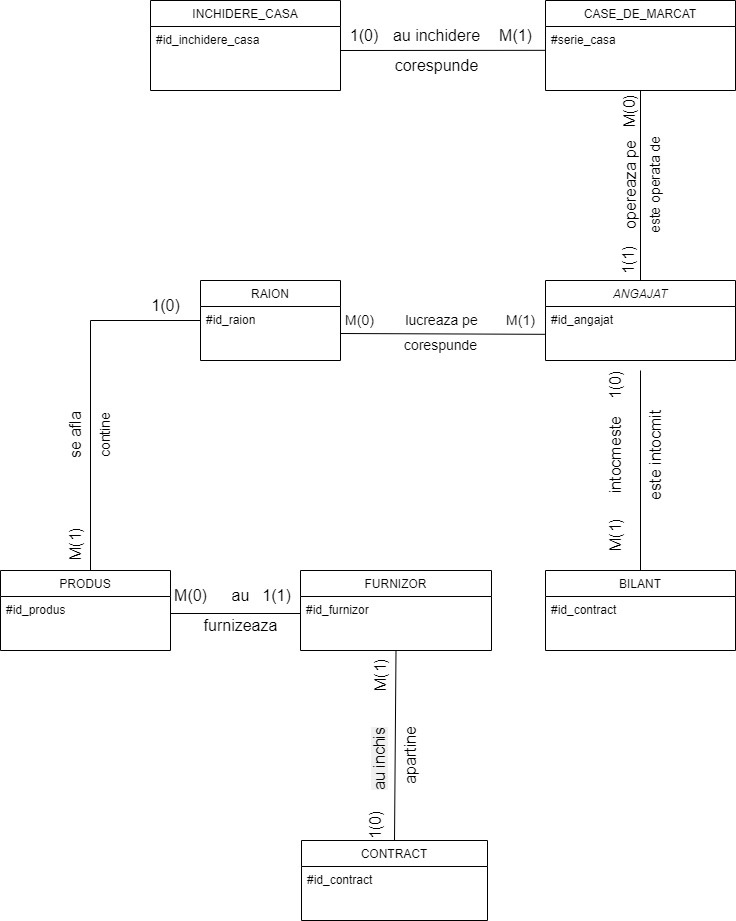 INCHIDERE_CASA
#id_inchidere_casa
1(0) au inchidere M(1)
corespunde
CASE_DE_MARCAT
#serie_casa
M(0)
opereaza pe
este operata de
1(1)
RAION
#id_raion
1(0)
M(0) lucreaza pe M(1)
corespunde
ANGAJAT
#id_angajat
se afla
contine
M(1)
1(0)
intocmeste
este intocmit
M(1)
PRODUS
#id_produs
M(0) au 1(1)
furnizeaza
FURNIZOR
#id_furnizor
BILANT
#id_contract
M(1)
au inchis
apartine
1(0)
CONTRACT
#id_contract